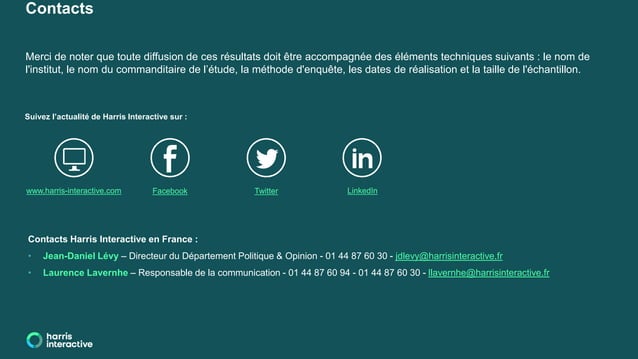 Contacts
Merci de noter que toute diffusion de ces résultats doit être accompagnée des éléments techniques suivants : le nom de
l'institut, le nom du commanditaire de l’étude, la méthode d'enquête, les dates de réalisation et la taille de l'échantillon.
Suivez l’actualité de Harris Interactive sur :
www.harris-interactive.com Facebook Twitter LinkedIn
Contacts Harris Interactive en France :
• Jean-Daniel Lévy – Directeur du Département Politique & Opinion - 01 44 87 60 30 - jdlevy@harrisinteractive.fr
• Laurence Lavernhe – Responsable de la communication - 01 44 87 60 94 - 01 44 87 60 30 - llavernhe@harrisinteractive.fr
harris
interactive